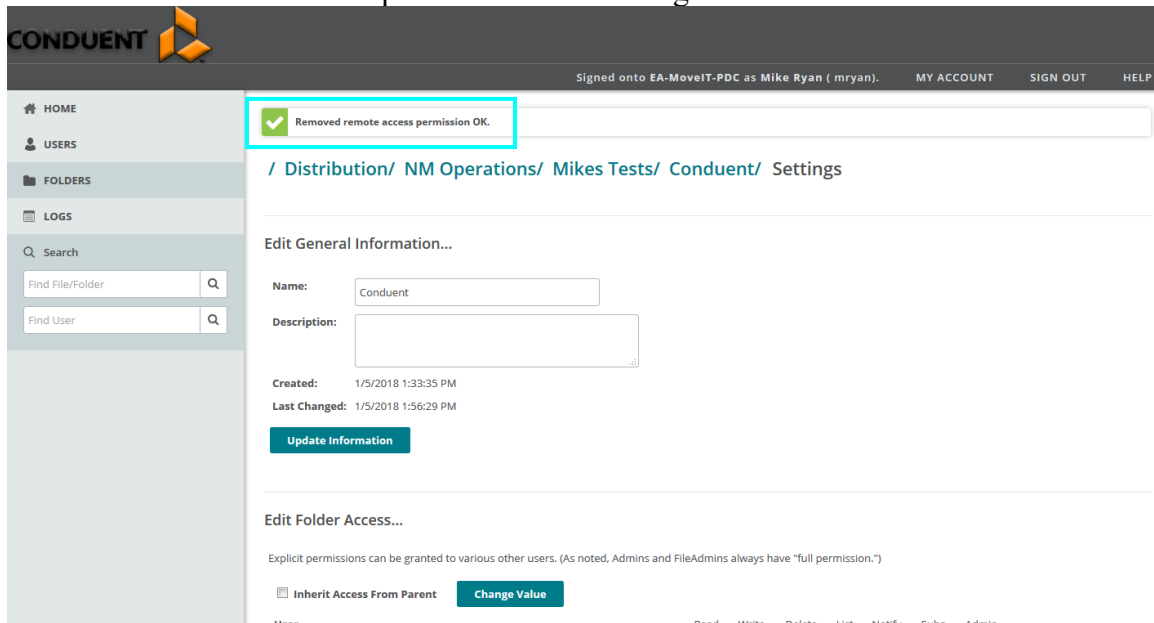 CONDUENT
Signed onto EA-MoveIT-PDC as Mike Ryan ( mryan). MY ACCOUNT SIGN OUT HELP
HOME
USERS
FOLDERS
LOGS
Search
Find File/Folder
Find User
Removed remote access permission OK.
/ Distribution/ NM Operations/ Mikes Tests/ Conduent/ Settings
Edit General Information...
Name: Conduent
Description:
Created: 1/5/2018 1:33:35 PM
Last Changed: 1/5/2018 1:56:29 PM
Update Information
Edit Folder Access...
Explicit permissions can be granted to various other users. (As noted, Admins and FileAdmins always have "full permission.")
Inherit Access From Parent Change Value